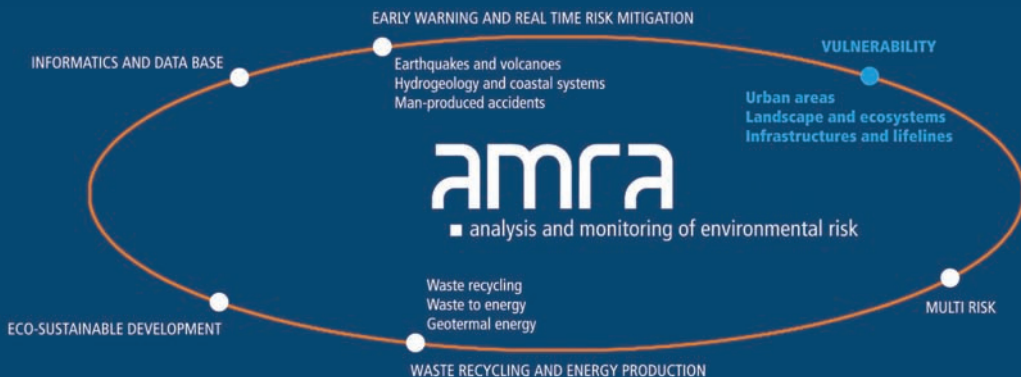 EARLY WARNING AND REAL TIME RISK MITIGATION
Earthquakes and volcanoes
Hydrogeology and coastal systems
Man-produced accidents
INFORMATICS AND DATA BASE
VULNERABILITY
Urban areas
Landscape and ecosystems
Infrastructures and lifelines
amra
analysis and monitoring of environmental risk
MULTI RISK
Waste recycling
Waste to energy
Geotermal energy
WASTE RECYCLING AND ENERGY PRODUCTION
ECO-SUSTAINABLE DEVELOPMENT